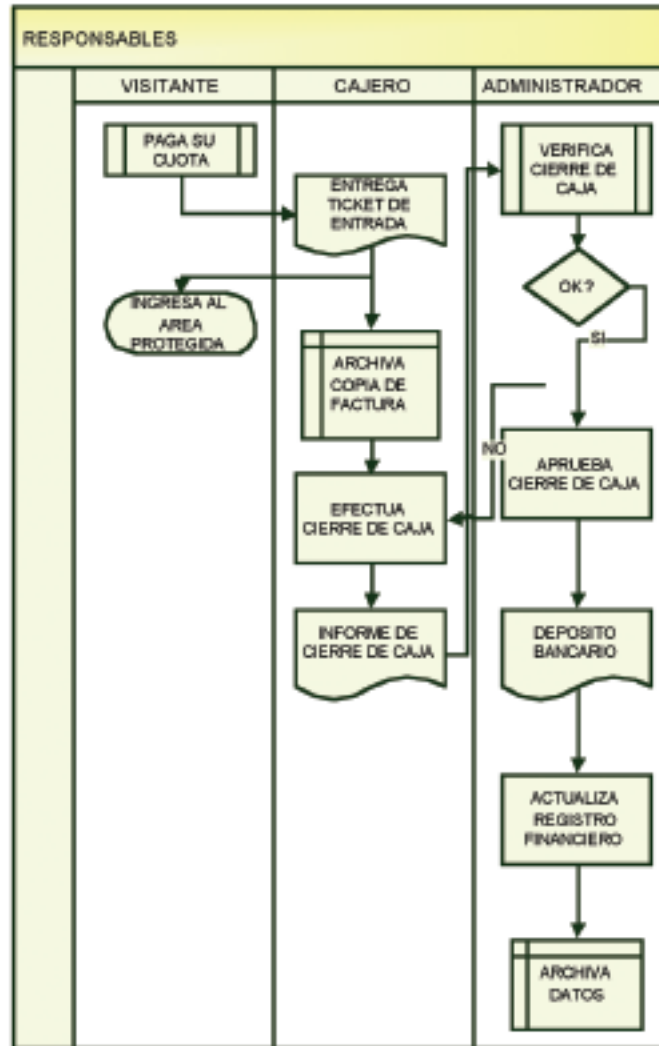 RESPONSABLES
VISITANTE
CAJERO
ADMINISTRADOR
PAGA SU
CUOTA
ENTREGA
TICKET DE
ENTRADA
INGRESA AL
AREA
PROTEGIDA
ARCHIVA
COPIA DE
FACTURA
EFECTUA
CIERRE DE CAJA
INFORME DE
CIERRE DE CAJA
VERIFICA
CIERRE DE
CAJA
OK?
SI
NO
APRUEBA
CIERRE DE CAJA
DEPOSITO
BANCARIO
ACTUALIZA
REGISTRO
FINANCIERO
ARCHIVA
DATOS